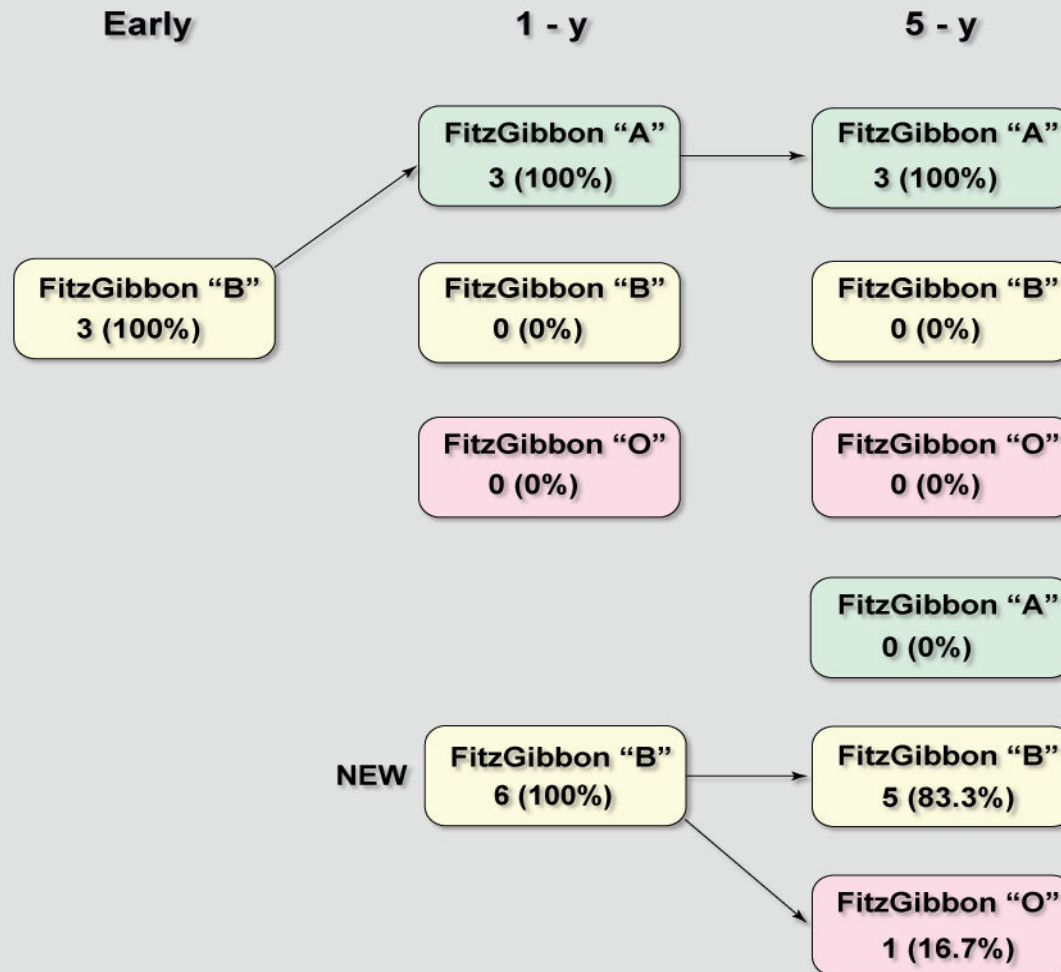 Early 1 - y 5 - y
FitzGibbon “A” FitzGibbon “A”
3 (100%) 3 (100%)
FitzGibbon “B” FitzGibbon “B” FitzGibbon “B”
3 (100%) 0 (0%) 0 (0%)
FitzGibbon “O” FitzGibbon “O”
0 (0%) 0 (0%)
FitzGibbon “A”
0 (0%)
NEW FitzGibbon “B” FitzGibbon “B”
6 (100%) 5 (83.3%)
FitzGibbon “O”
1 (16.7%)